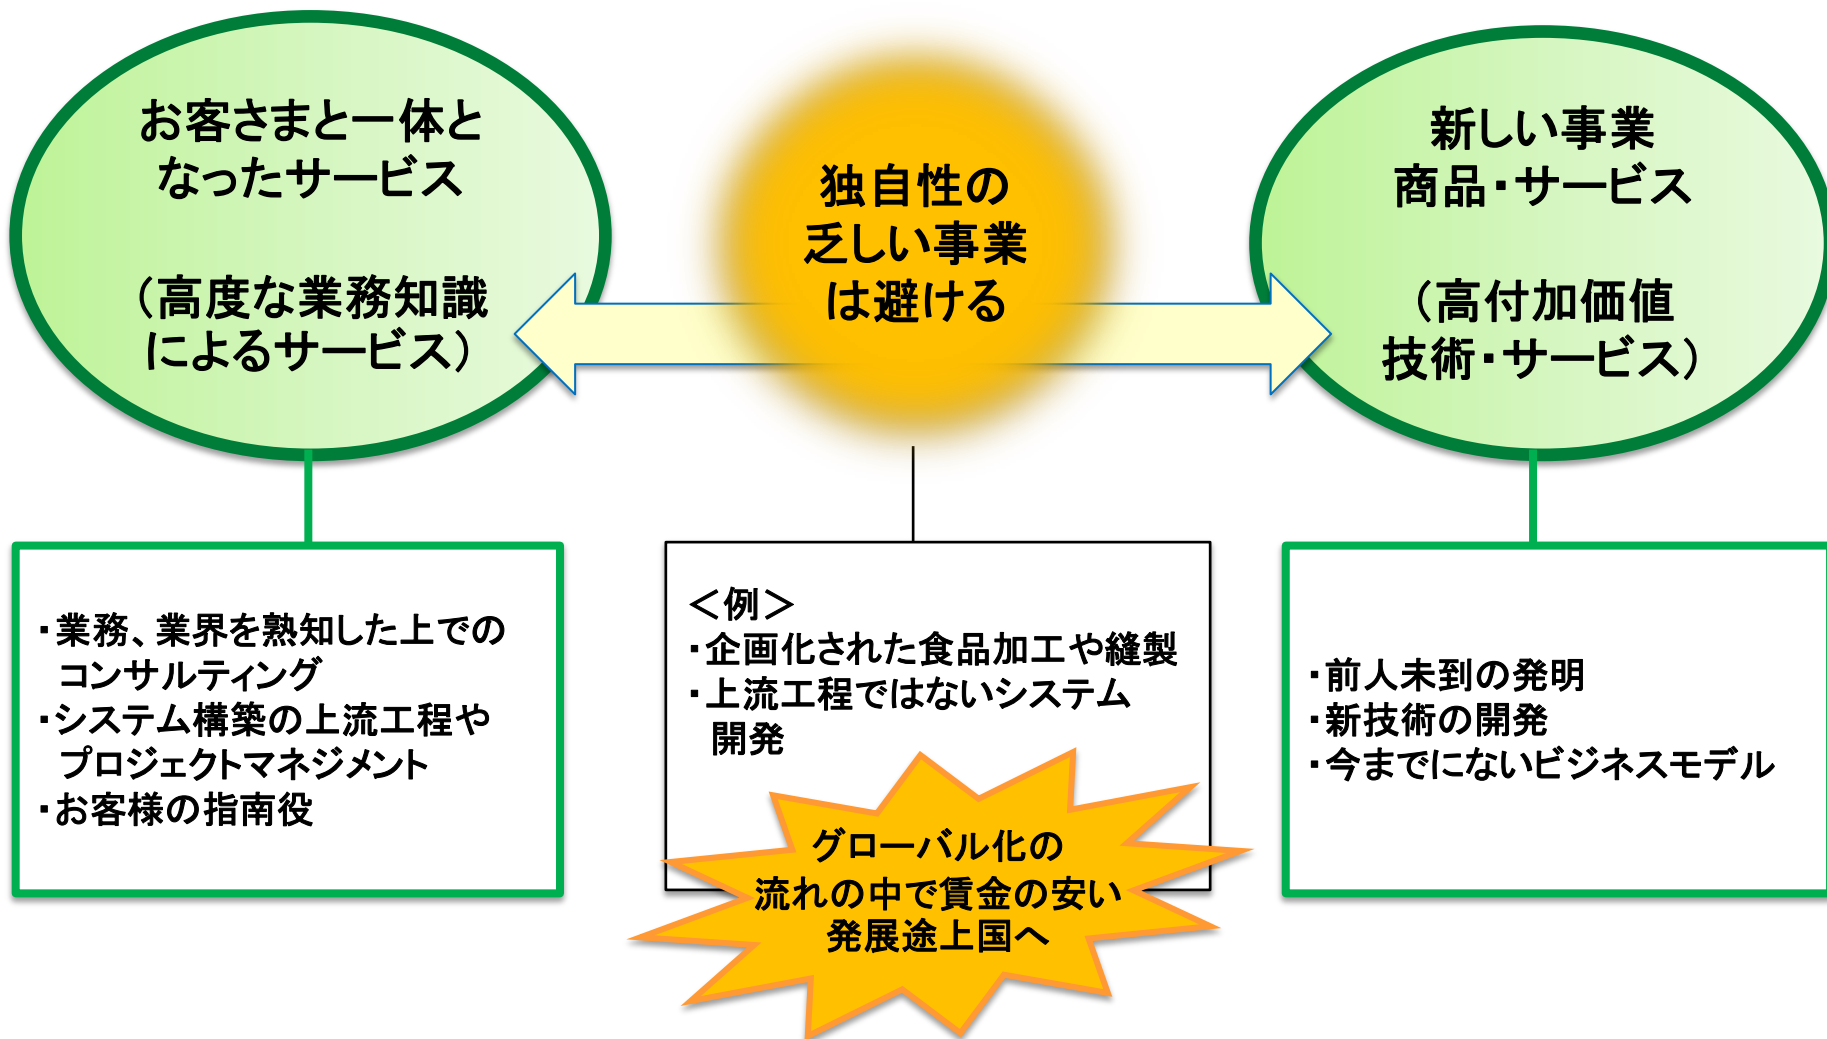 お客さまと一体と
なったサービス
（高度な業務知識
によるサービス）
独自性の
乏しい事業
は避ける
新しい事業
商品・サービス
（高付加価値
技術・サービス）
・業務、業界を熟知した上での
コンサルティング
・システム構築の上流工程や
プロジェクトマネジメント
・お客様の指南役
＜例＞
・企画化された食品加工や縫製
・上流工程ではないシステム
開発
グローバル化の
流れの中で賃金の安い
発展途上国へ
・前人未到の発明
・新技術の開発
・今までにないビジネスモデル